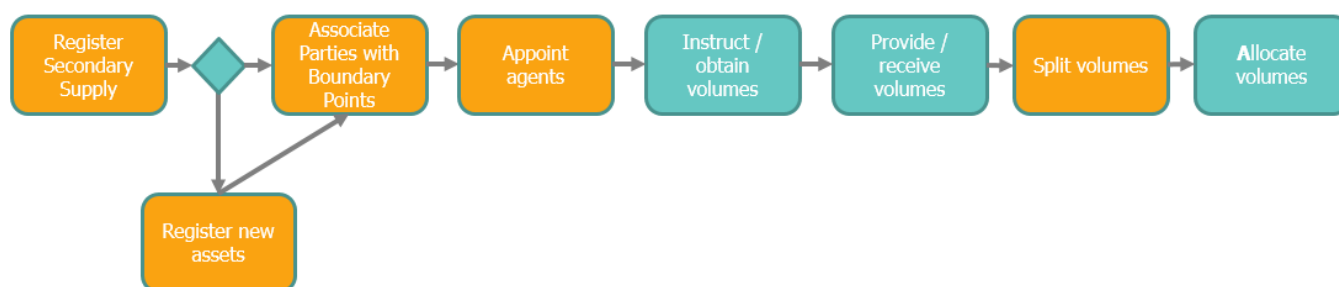 Register
Secondary
Supply
Associate
Parties with
Boundary
Points
Appoint
agents
Instruct /
obtain
volumes
Provide /
receive
volumes
Split volumes
Allocate
volumes
Register new
assets